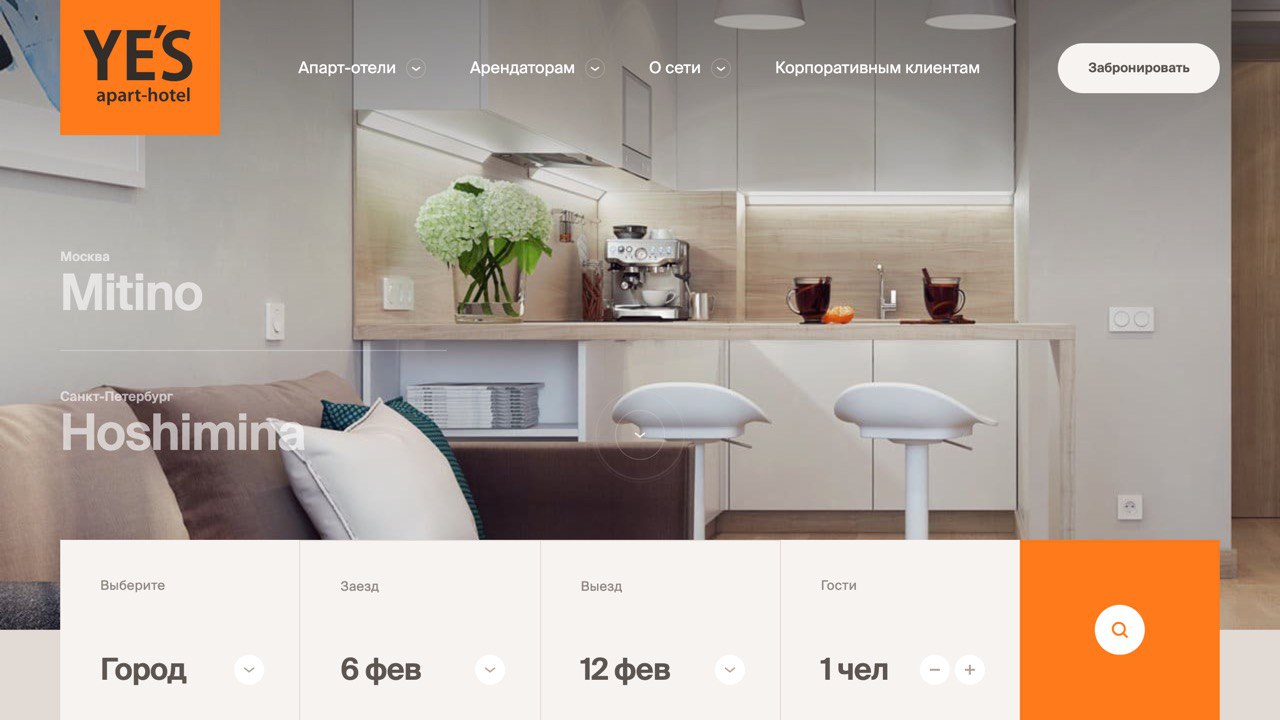 YE'S
apart-hotel
Апарт-отели
Арендаторам
О сети
Корпоративным клиентам
Забронировать
Москва
Mitino
Санкт-Петербург
Hoshimina
Выберите
Заезд
Выезд
Гости
Город
6 фев
12 фев
1 чел